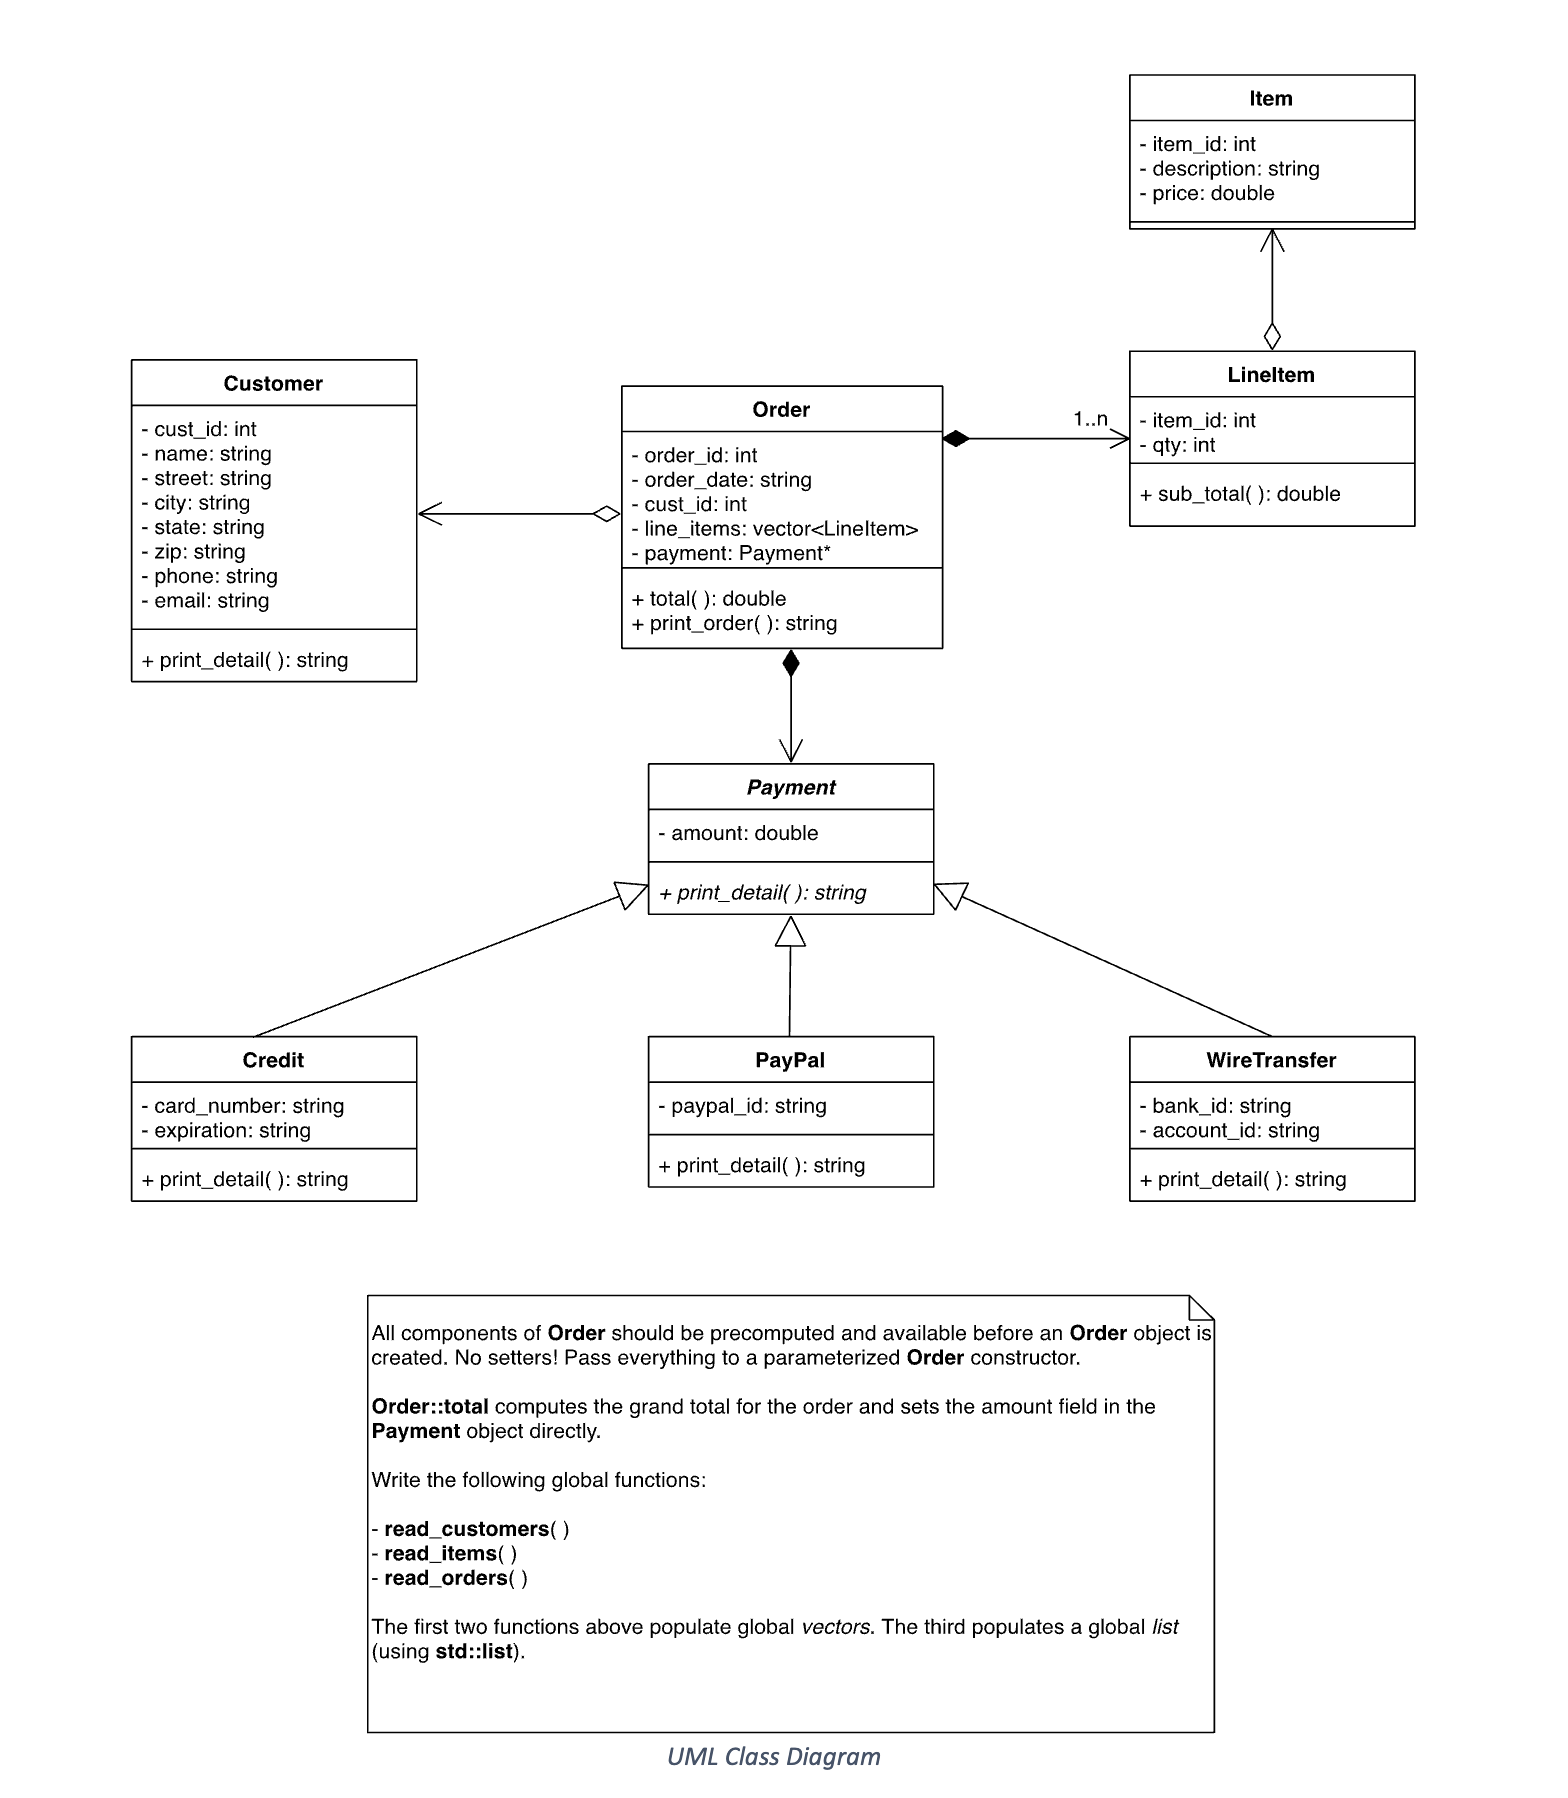 Item
- item_id: int
- description: string
- price: double
Customer
- cust_id: int
- name: string
- street: string
- city: string
- state: string
- zip: string
- phone: string
- email: string
+ print_detail( ): string
Order
- order_id: int
- order_date: string
- cust_id: int
- line_items: vector<LineItem>
- payment: Payment*
+ total( ): double
+ print_order( ): string
1..n
LineItem
- item_id: int
- qty: int
+ sub_total( ): double
Payment
- amount: double
+ print_detail( ): string
Credit
- card_number: string
- expiration: string
+ print_detail( ): string
PayPal
- paypal_id: string
+ print_detail( ): string
WireTransfer
- bank_id: string
- account_id: string
+ print_detail( ): string
All components of Order should be precomputed and available before an Order object is
created. No setters! Pass everything to a parameterized Order constructor.
Order::total computes the grand total for the order and sets the amount field in the
Payment object directly.
Write the following global functions:
- read_customers( )
- read_items( )
- read_orders( )
The first two functions above populate global vectors. The third populates a global list
(using std::list).
UML Class Diagram